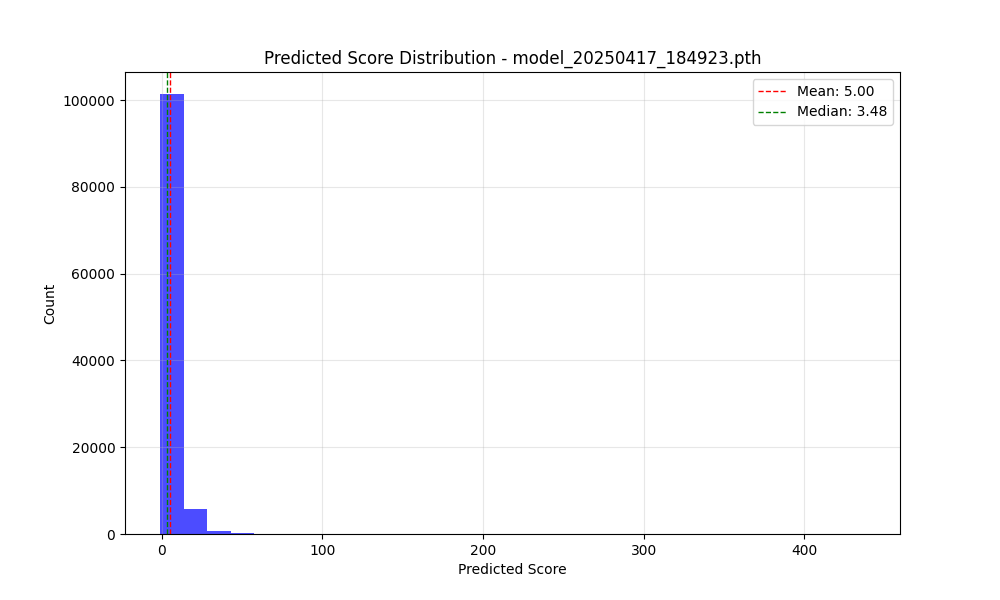 Predicted Score Distribution - model_20250417_184923.pth
Mean: 5.00
Median: 3.48
100000
80000
60000
40000
20000
0
Count
0 100 200 300 400
Predicted Score